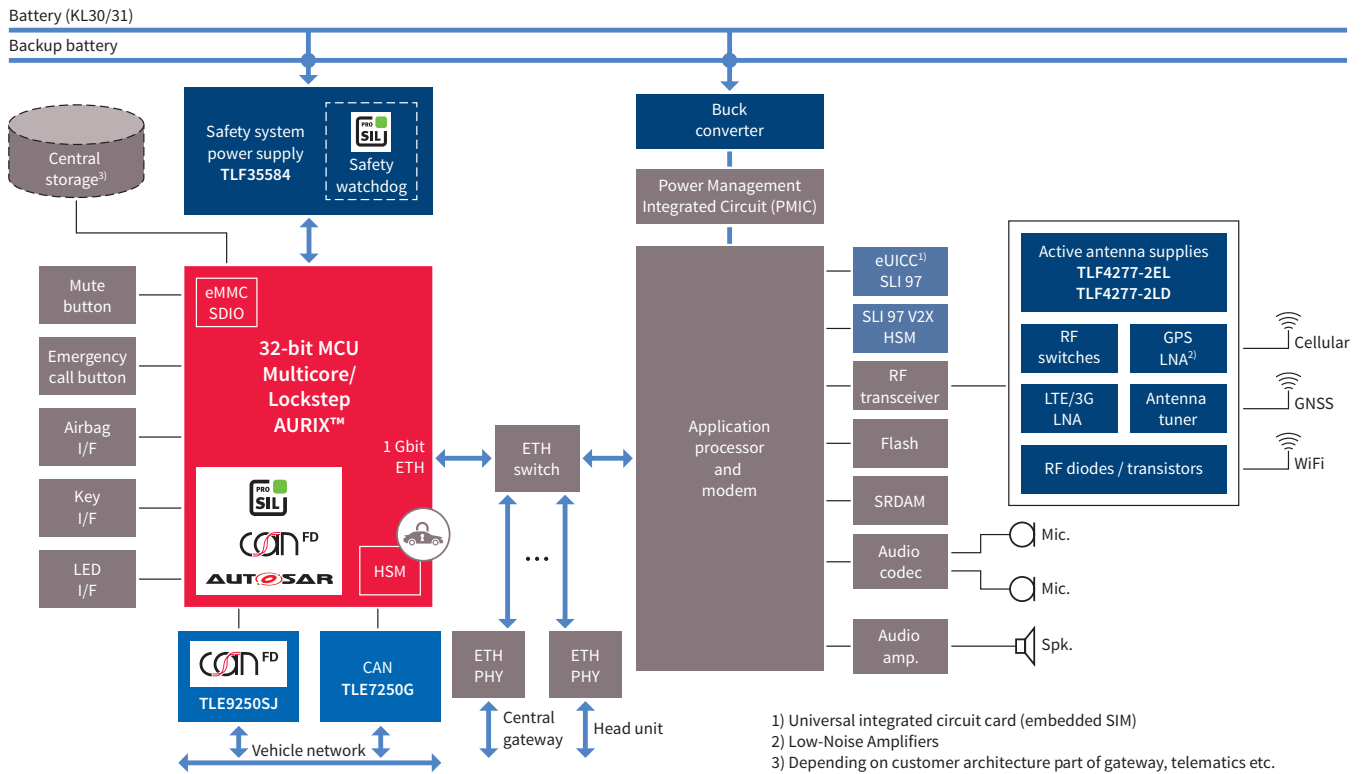 Battery (KL30/31)
Backup battery
Central
storage3)
Safety system
power supply
TLF35584
PRO
SIL
Safety
watchdog
Buck
converter
Power Management
Integrated Circuit (PMIC)
Mute
button
Emergency
call button
Airbag
I/F
Key
I/F
LED
I/F
eMMC
SDIO
32-bit MCU
Multicore/
Lockstep
AURIX™
1 Gbit
ETH
PRO
SIL
CAN FD
AUTOSAR
HSM
CAN FD
TLE9250SJ
CAN
TLE7250G
Vehicle network
ETH
switch
...
ETH
PHY
ETH
PHY
Central
gateway
Head unit
Application
processor
and
modem
eUICC1)
SLI 97
SLI 97 V2X
HSM
RF
transceiver
Flash
SRDAM
Audio
codec
Audio
amp.
Active antenna supplies
TLF4277-2EL
TLF4277-2LD
RF
switches
GPS
LNA2)
LTE/3G
LNA
Antenna
tuner
RF diodes / transistors
Cellular
GNSS
WiFi
Mic.
Mic.
Spk.
1) Universal integrated circuit card (embedded SIM)
2) Low-Noise Amplifiers
3) Depending on customer architecture part of gateway, telematics etc.